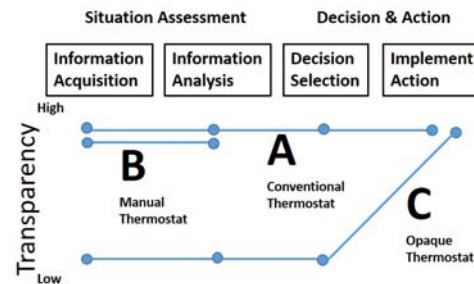 Situation Assessment
Decision & Action
Information
Acquisition
Information
Analysis
Decision
Selection
Implement
Action
High
Transparency
Low
A
Conventional
Thermostat
B
Manual
Thermostat
C
Opaque
Thermostat